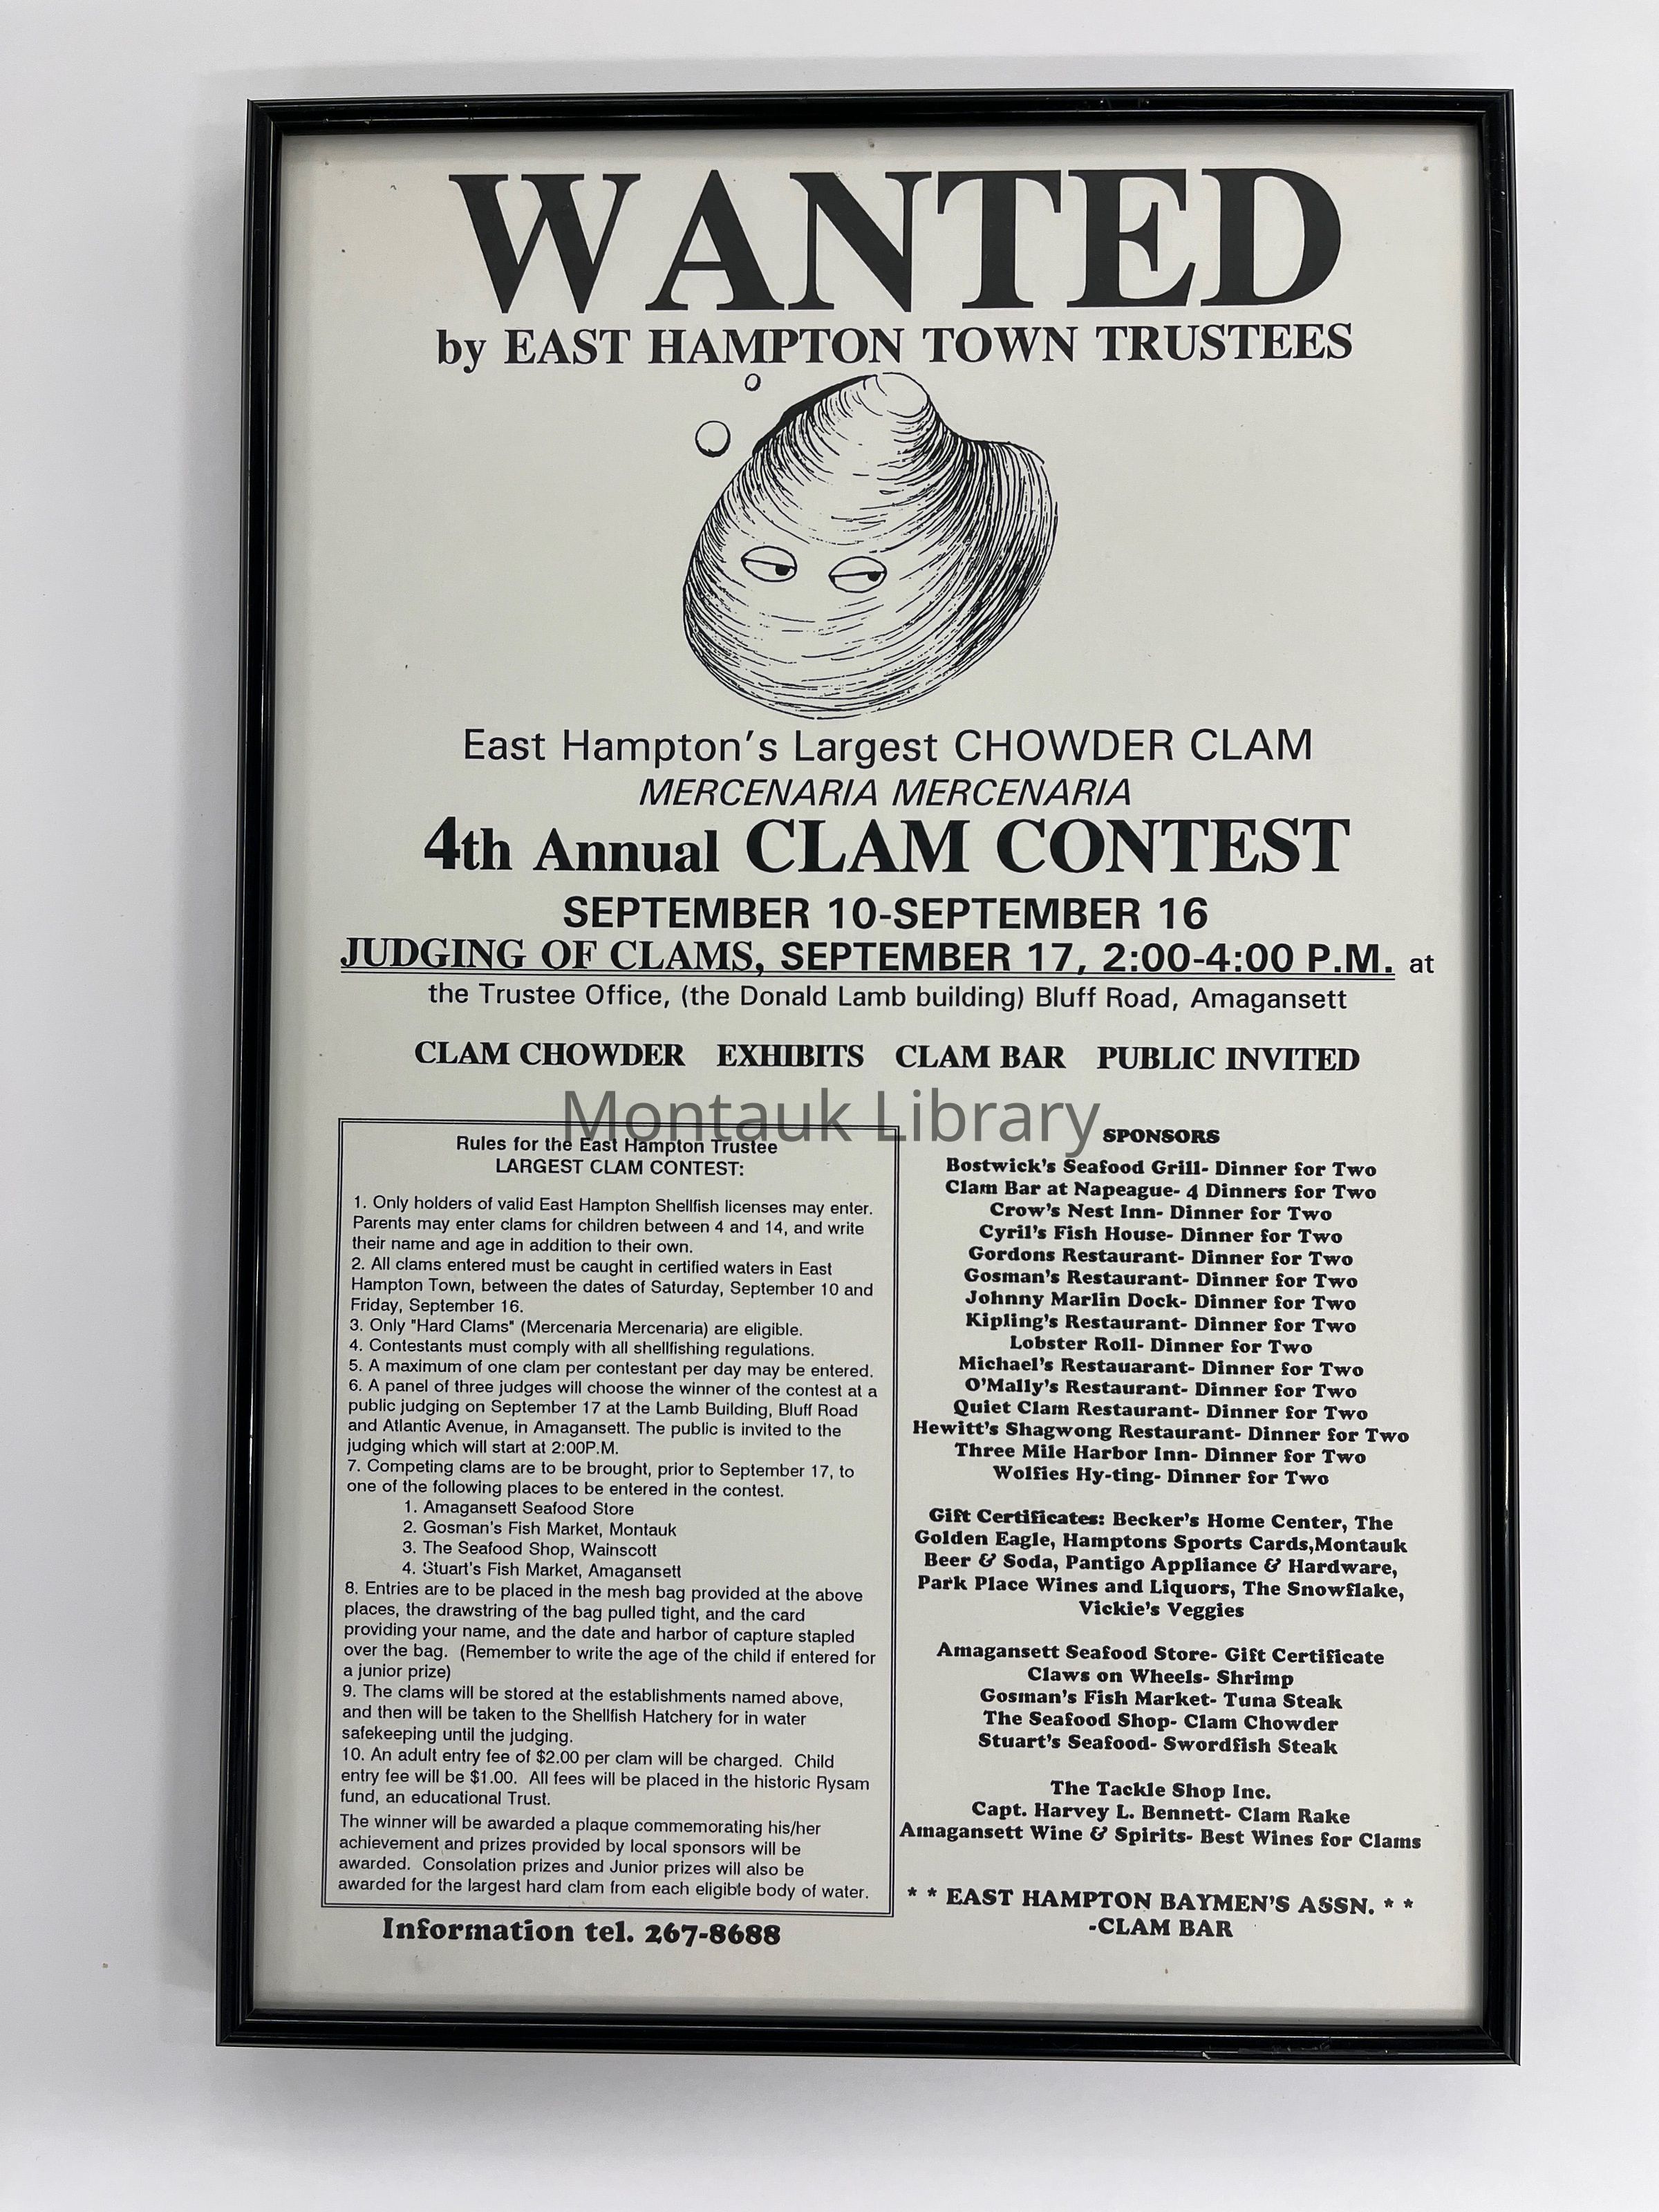 WANTED
by EAST HAMPTON TOWN TRUSTEES
East Hampton's Largest CHOWDER CLAM
MERCENARIA MERCENARIA
4th Annual CLAM CONTEST
SEPTEMBER 10-SEPTEMBER 16
JUDGING OF CLAMS, SEPTEMBER 17, 2:00-4:00 P.M. at
the Trustee Office, (the Donald Lamb building) Bluff Road, Amagansett
CLAM CHOWDER EXHIBITS CLAM BAR PUBLIC INVITED
Montauk Library
Rules for the East Hampton Trustee
LARGEST CLAM CONTEST:
1. Only holders of valid East Hampton Shellfish licenses may enter.
Parents may enter clams for children between 4 and 14, and write
their name and age in addition to their own.
2. All clams entered must be caught in certified waters in East
Hampton Town, between the dates of Saturday, September 10 and
Friday, September 16.
3. Only "Hard Clams" (Mercenaria Mercenaria) are eligible.
4. Contestants must comply with all shellfishing regulations.
5. A maximum of one clam per contestant per day may be entered.
6. A panel of three judges will choose the winner of the contest at a
public judging on September 17 at the Lamb Building, Bluff Road
and Atlantic Avenue, in Amagansett. The public is invited to the
judging which will start at 2:00P.M.
7. Competing clams are to be brought, prior to September 17, to
one of the following places to be entered in the contest.
1. Amagansett Seafood Store
2. Gosman's Fish Market, Montauk
3. The Seafood Shop, Wainscott
4. Stuart's Fish Market, Amagansett
8. Entries are to be placed in the mesh bag provided at the above
places, the drawstring of the bag pulled tight, and the card
providing your name, and the date and harbor of capture stapled
over the bag. (Remember to write the age of the child if entered for
a junior prize)
9. The clams will be stored at the establishments named above,
and then will be taken to the Shellfish Hatchery for in water
safekeeping until the judging.
10. An adult entry fee of $2.00 per clam will be charged. Child
entry fee will be $1.00. All fees will be placed in the historic Rysam
fund, an educational Trust.
The winner will be awarded a plaque commemorating his/her
achievement and prizes provided by local sponsors will be
awarded. Consolation prizes and Junior prizes will also be
awarded for the largest hard clam from each eligible body of water.
Information tel. 267-8688
SPONSORS
Bostwick's Seafood Grill- Dinner for Two
Clam Bar at Napeague- 4 Dinners for Two
Crow's Nest Inn- Dinner for Two
Cyril's Fish House- Dinner for Two
Gordons Restaurant- Dinner for Two
Gosman's Restaurant- Dinner for Two
Johnny Marlin Dock- Dinner for Two
Kipling's Restaurant- Dinner for Two
Lobster Roll- Dinner for Two
Michael's Restauarant- Dinner for Two
O'Mally's Restaurant- Dinner for Two
Quiet Clam Restaurant- Dinner for Two
Hewitt's Shagwong Restaurant- Dinner for Two
Three Mile Harbor Inn- Dinner for Two
Wolfies Hy-ting- Dinner for Two
Gift Certificates: Becker's Home Center, The
Golden Eagle, Hamptons Sports Cards,Montauk
Beer & Soda, Pantigo Appliance & Hardware,
Park Place Wines and Liquors, The Snowflake,
Vickie's Veggies
Amagansett Seafood Store- Gift Certificate
Claws on Wheels- Shrimp
Gosman's Fish Market- Tuna Steak
The Seafood Shop- Clam Chowder
Stuart's Seafood- Swordfish Steak
The Tackle Shop Inc.
Capt. Harvey L. Bennett- Clam Rake
Amagansett Wine & Spirits- Best Wines for Clams
* * EAST HAMPTON BAYMEN'S ASSN. * *
-CLAM BAR